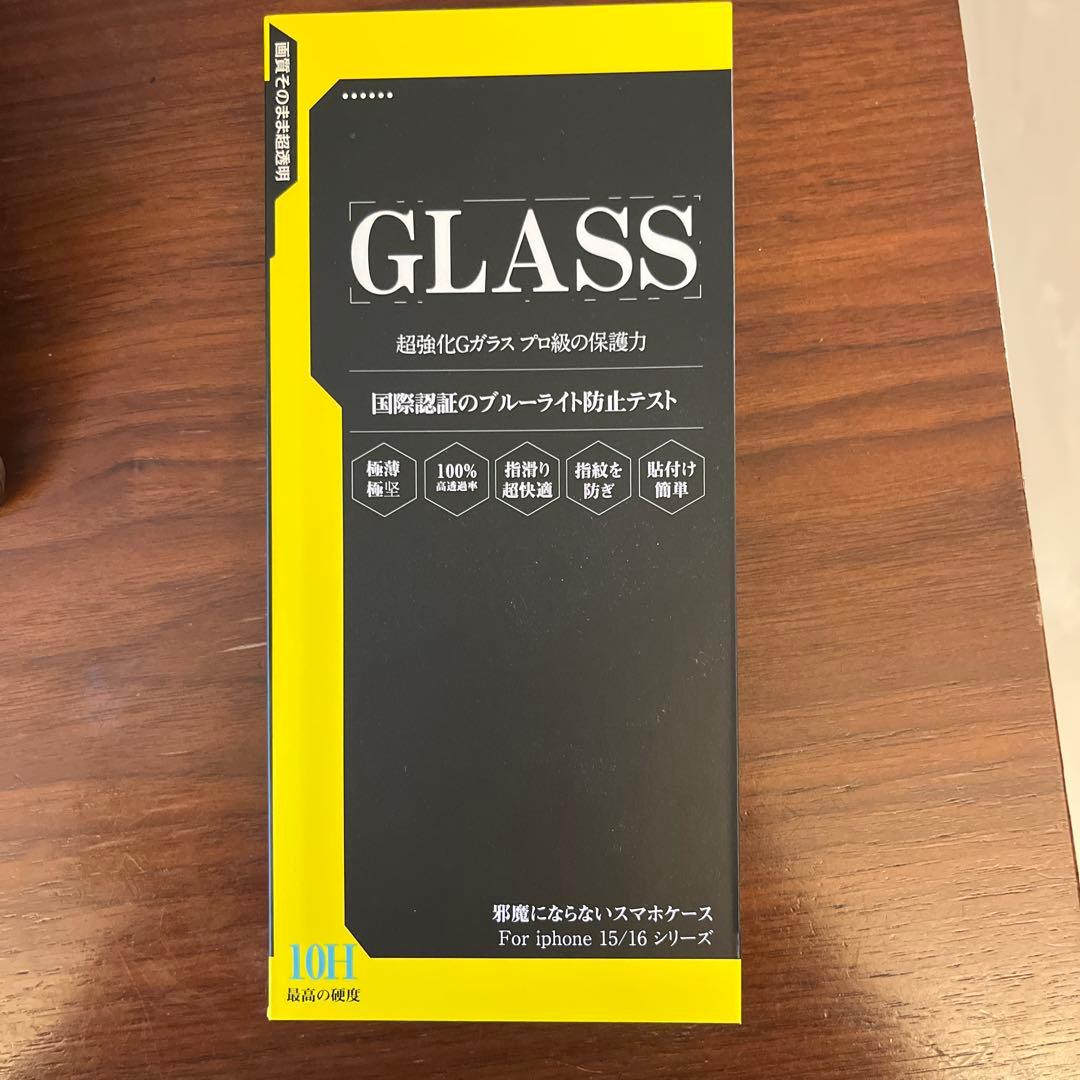 画質そのまま超透明
GLASS
超強化Gガラス プロ級の保護力
国際認証のブルーライト防止テスト
極薄
極坚
100%
高透過率
指滑り
超快適
指紋を
防ぎ
貼付け
簡単
邪魔にならないスマホケース
For iphone 15/16 シリーズ
10H
最高の硬度